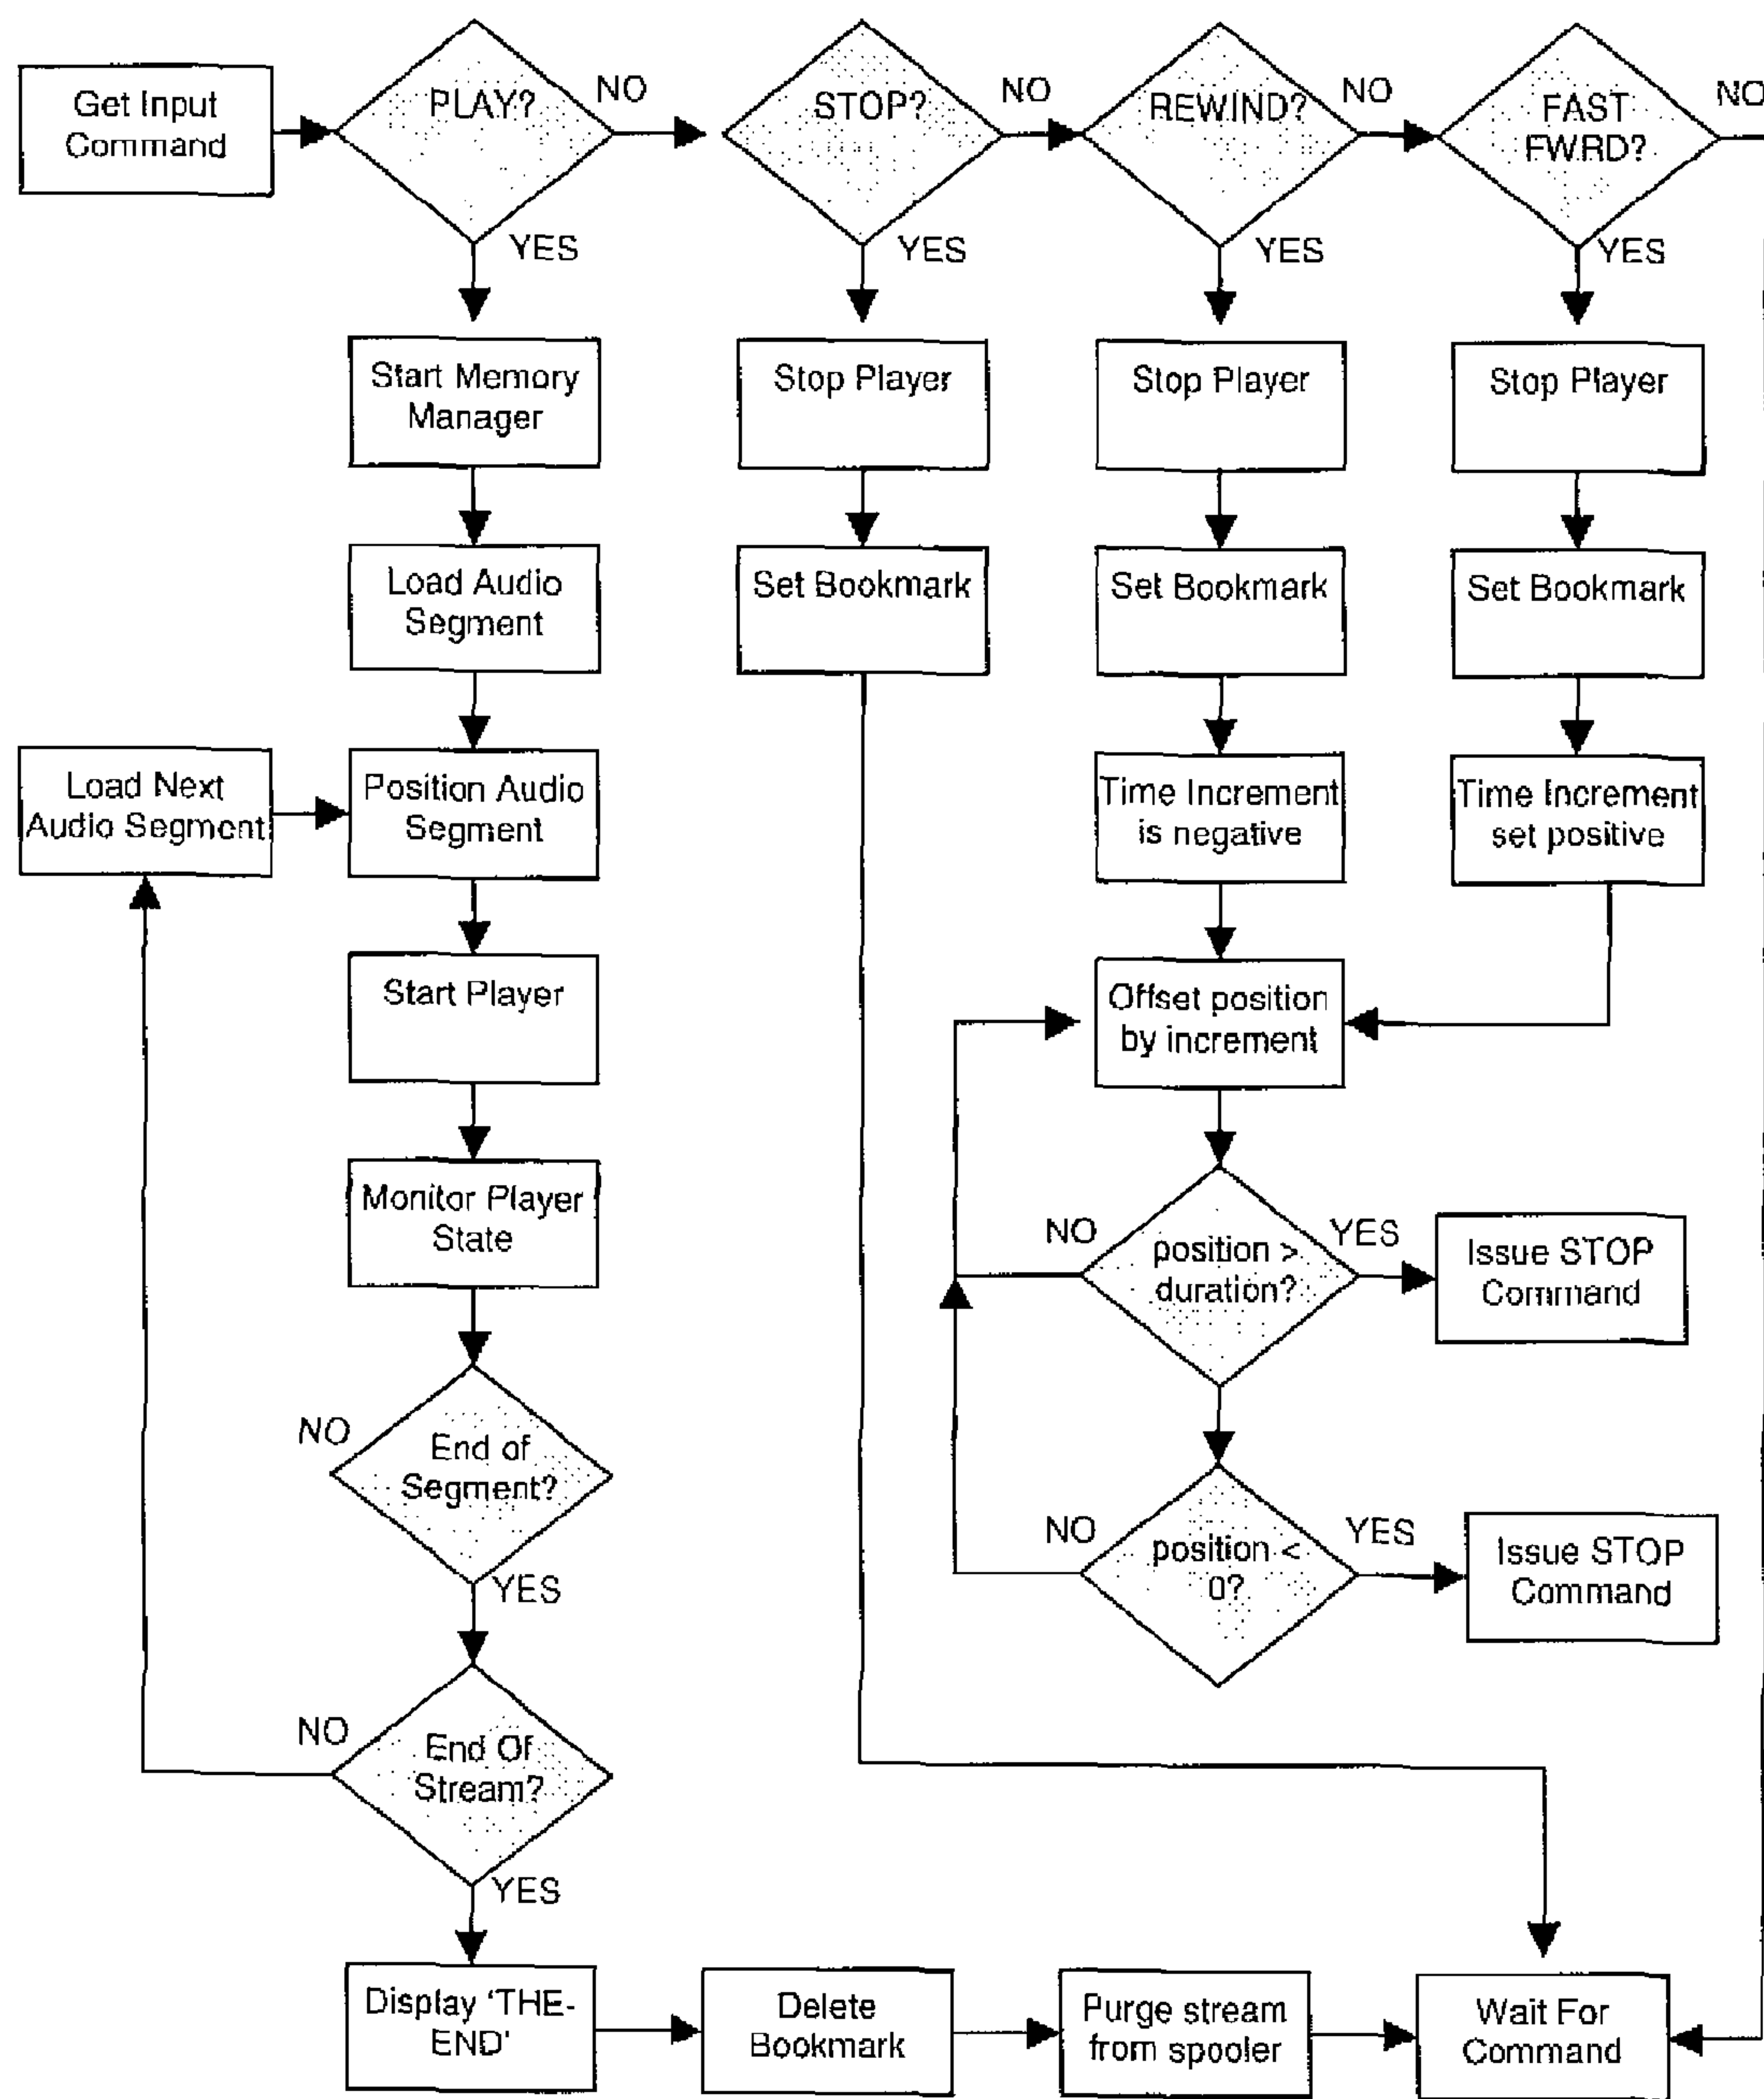 Get Input
Command
PLAY?
NO
YES
STOP?
NO
YES
REWIND?
NO
YES
FAST
FWRD?
NO
YES
Start Memory
Manager
Stop Player
Stop Player
Stop Player
Load Audio
Segment
Set Bookmark
Set Bookmark
Set Bookmark
Load Next
Audio Segment
Position Audio
Segment
Time Increment
is negative
Time Increment
set positive
Start Player
Offset position
by increment
Monitor Player
State
NO
position >
duration?
YES
Issue STOP
Command
NO
End of
Segment?
YES
NO
position <
0?
YES
Issue STOP
Command
NO
End Of
Stream?
YES
Display ‘THE-
END’
Delete
Bookmark
Purge stream
from spooler
Wait For
Command